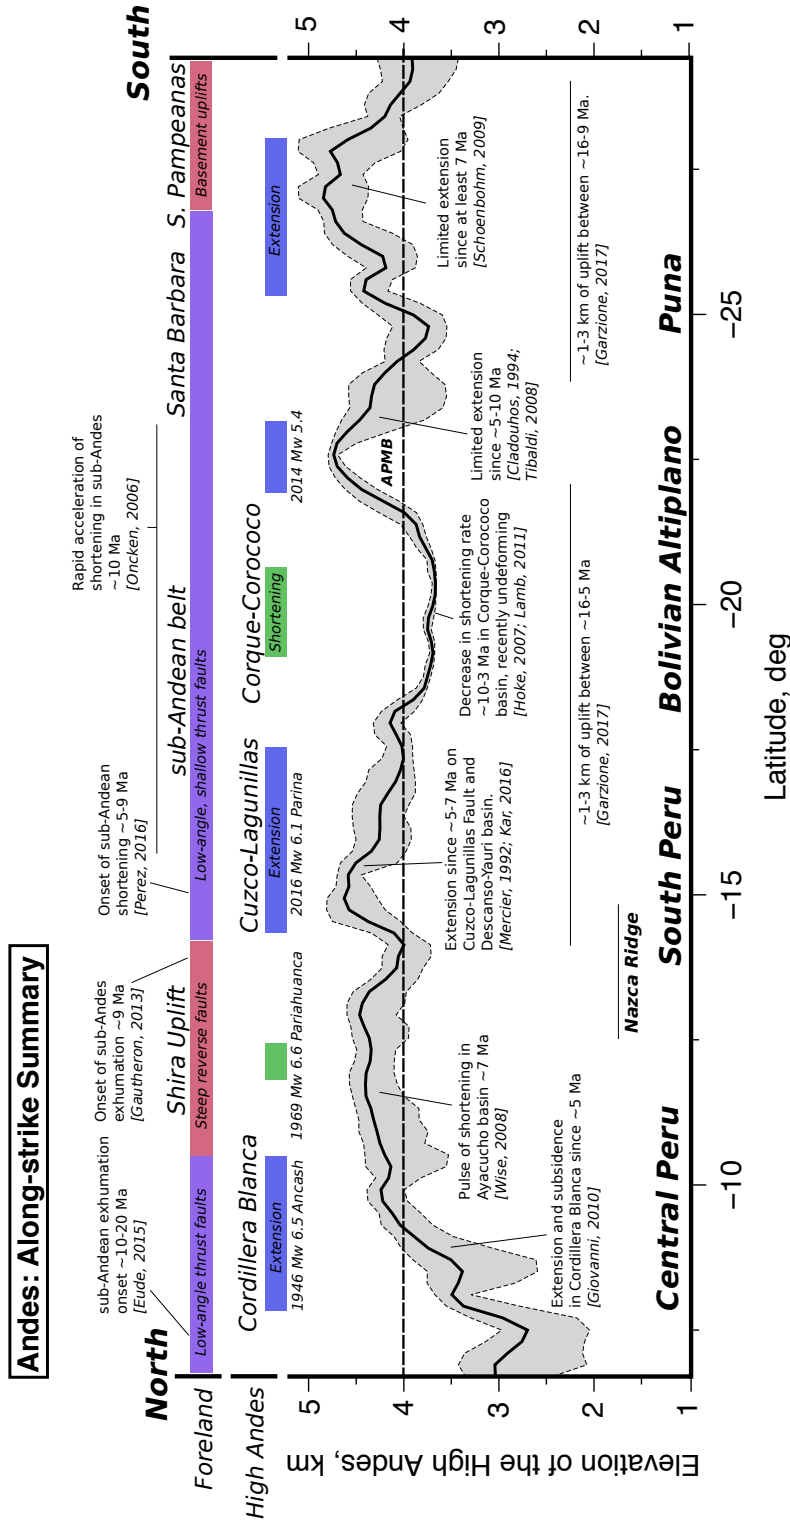 Andes: Along-strike Summary
North
South
sub-Andean exhumation
onset ~10-20 Ma
[Eude, 2015]
Onset of sub-Andes
exhumation ~9 Ma
[Gautheron, 2013]
Onset of sub-Andean
shortening ~5-9 Ma
[Perez, 2016]
Rapid acceleration of
shortening in sub-Andes
~10 Ma
[Oncken, 2006]
Shira Uplift
sub-Andean belt
Santa Barbara
S. Pampeanas
Foreland
Low-angle thrust faults
Steep reverse faults
Low-angle, shallow thrust faults
Basement uplifts
Cordillera Blanca
Cuzco-Lagunillas
Corque-Corococo
High Andes
Extension
Extension
Shortening
Extension
1946 Mw 6.5 Ancash
1969 Mw 6.6 Pariahuanca
2016 Mw 6.1 Parina
2014 Mw 5.4
APMB
5
4
3
2
1
Elevation of the High Andes, km
5
4
3
2
1
Extension and subsidence
in Cordillera Blanca since ~5 Ma
[Giovanni, 2010]
Pulse of shortening in
Ayacucho basin ~7 Ma
[Wise, 2008]
Extension since ~5-7 Ma on
Cuzco-Lagunillas Fault and
Descanso-Yauri basin.
[Mercier, 1992; Kar, 2016]
Decrease in shortening rate
~10-3 Ma in Corque-Corococo
basin, recently undeforming
[Hoke, 2007; Lamb, 2011]
Limited extension
since ~5-10 Ma
[Cladouhos, 1994;
Tibaldi, 2008]
Limited extension
since at least 7 Ma
[Schoenbohm, 2009]
~1-3 km of uplift between ~16-5 Ma
[Garzione, 2017]
~1-3 km of uplift between ~16-9 Ma.
[Garzione, 2017]
Nazca Ridge
Central Peru
South Peru
Bolivian Altiplano
Puna
−10
−15
−20
−25
Latitude, deg